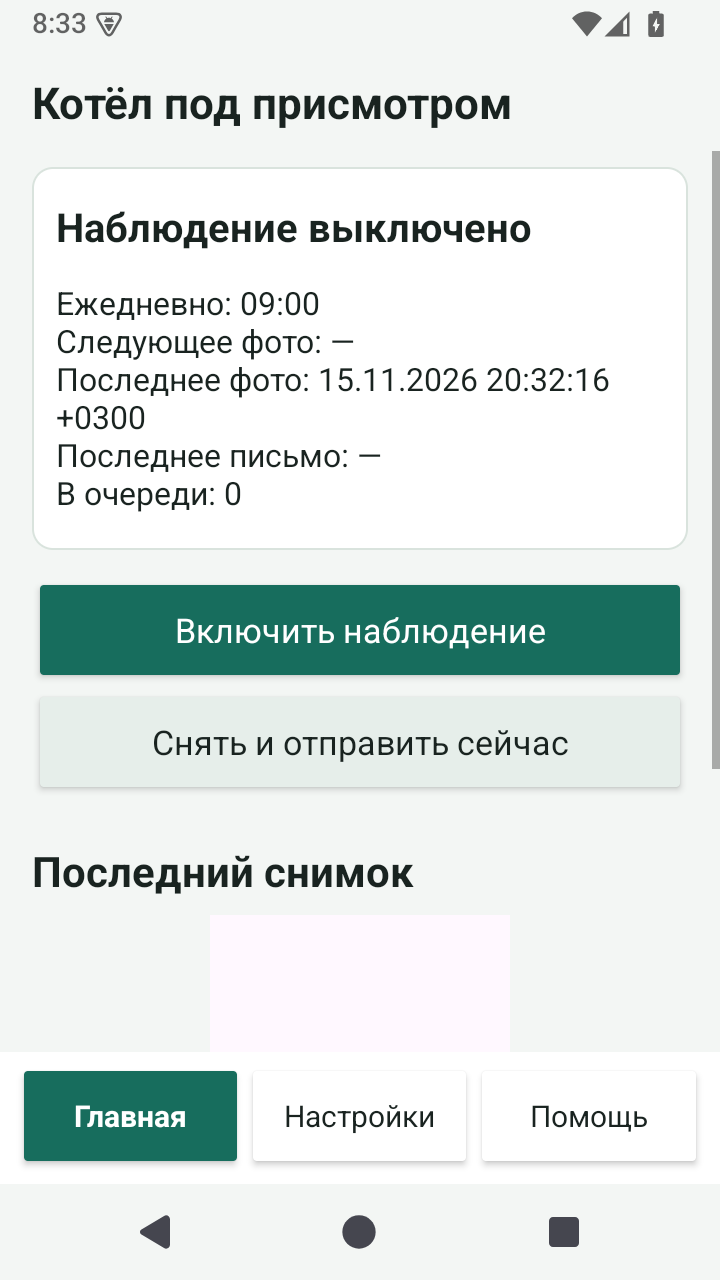 8:33
Котёл под присмотром
Наблюдение выключено
Ежедневно: 09:00
Следующее фото: —
Последнее фото: 15.11.2026 20:32:16
+0300
Последнее письмо: —
В очереди: 0
Включить наблюдение
Снять и отправить сейчас
Последний снимок
Главная
Настройки
Помощь